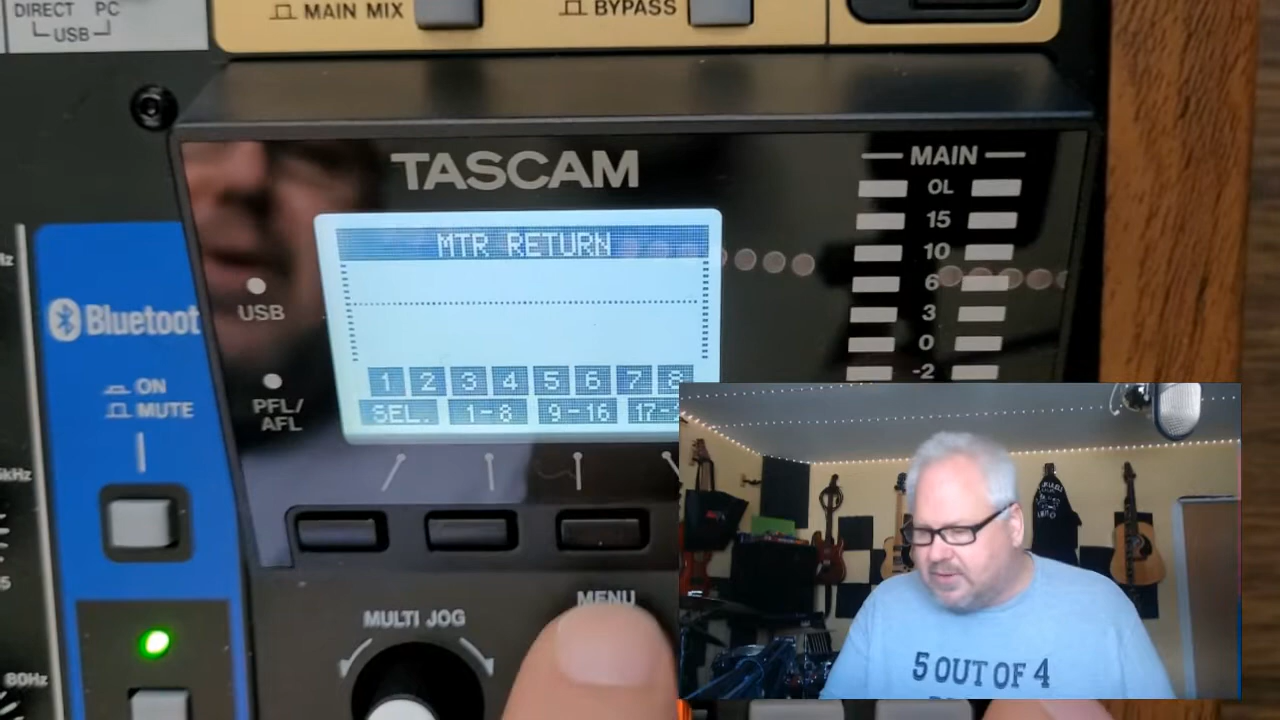 DIRECT PC
USB
MAIN MIX
BYPASS
TASCAM
MAIN
OL
15
10
6
3
0
-2
MTR RETURN
1 2 3 4 5 6 7 8
SEL. 1-8 9-16
USB
PFL/
AFL
Bluetoot
ON
MUTE
MENU
MULTI JOG
80Hz
5 OUT OF 4